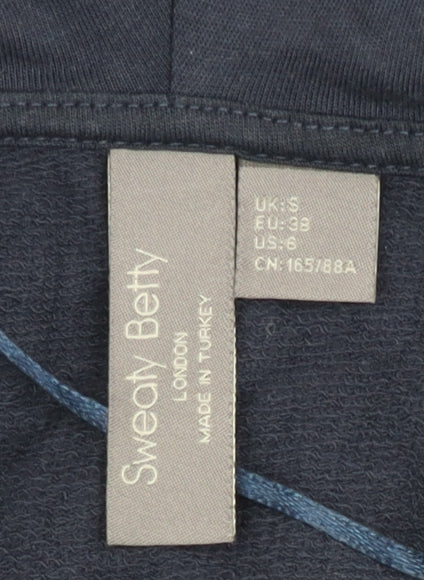 Sweaty Betty
LONDON
MADE IN TURKEY
UK: S
EU: 38
US: 6
CN: 165/88A